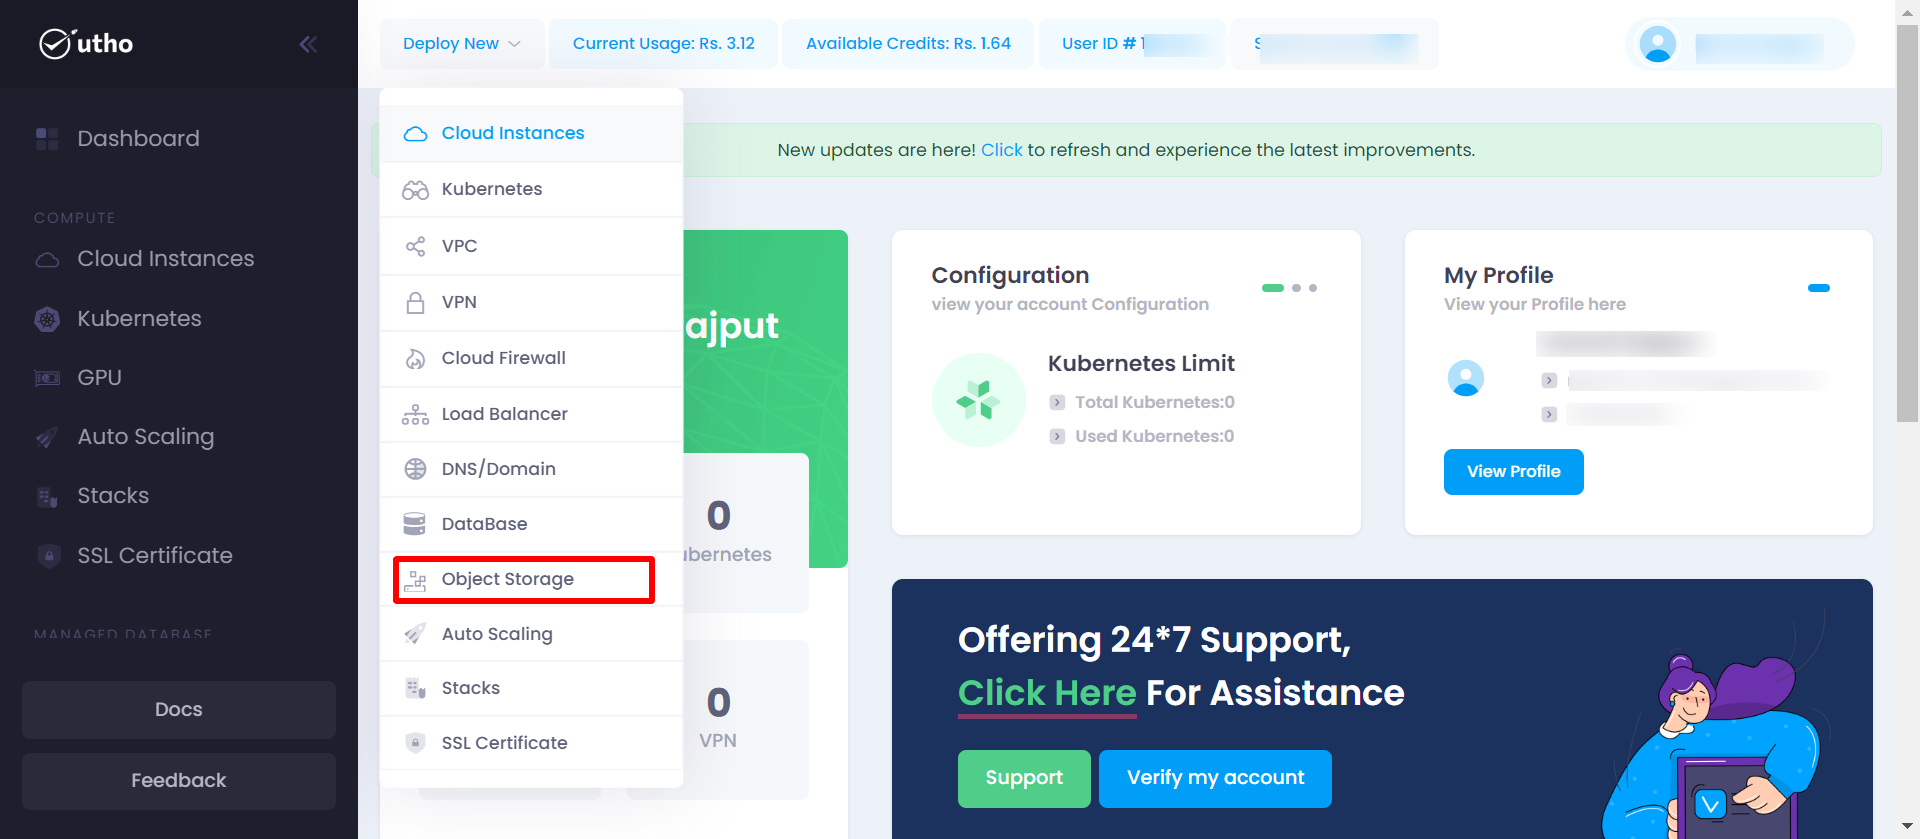 utho
Deploy New
Current Usage: Rs. 3.12
Available Credits: Rs. 1.64
User ID #
Dashboard
COMPUTE
Cloud Instances
Kubernetes
GPU
Auto Scaling
Stacks
SSL Certificate
MANAGED DATABASE
Docs
Feedback
Cloud Instances
Kubernetes
VPC
VPN
Cloud Firewall
Load Balancer
DNS/Domain
DataBase
Object Storage
Auto Scaling
Stacks
SSL Certificate
New updates are here! Click to refresh and experience the latest improvements.
ajput
0
ubernetes
0
VPN
Configuration
view your account Configuration
Kubernetes Limit
Total Kubernetes:0
Used Kubernetes:0
My Profile
View your Profile here
View Profile
Offering 24*7 Support,
Click Here For Assistance
Support
Verify my account